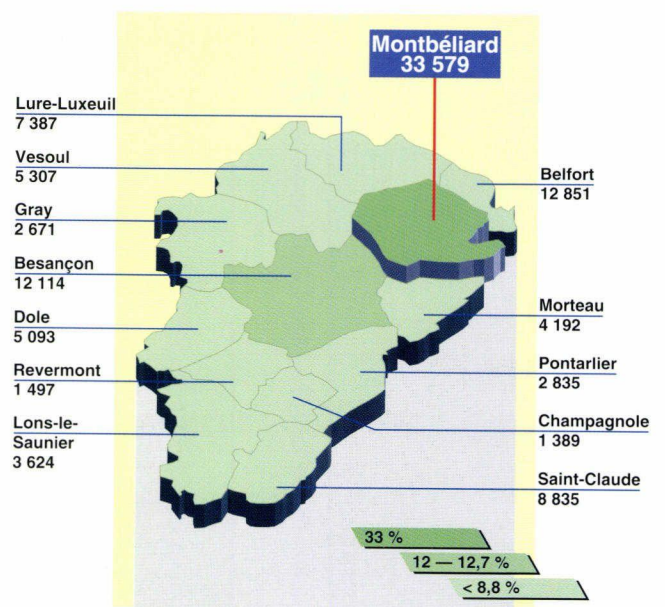 Montbéliard
33 579
Lure-Luxeuil
7 387
Vesoul
5 307
Gray
2 671
Besançon
12 114
Dole
5 093
Revermont
1 497
Lons-le-
Saunier
3 624
Belfort
12 851
Morteau
4 192
Pontarlier
2 835
Champagnole
1 389
Saint-Claude
8 835
33 %
12 — 12,7 %
< 8,8 %